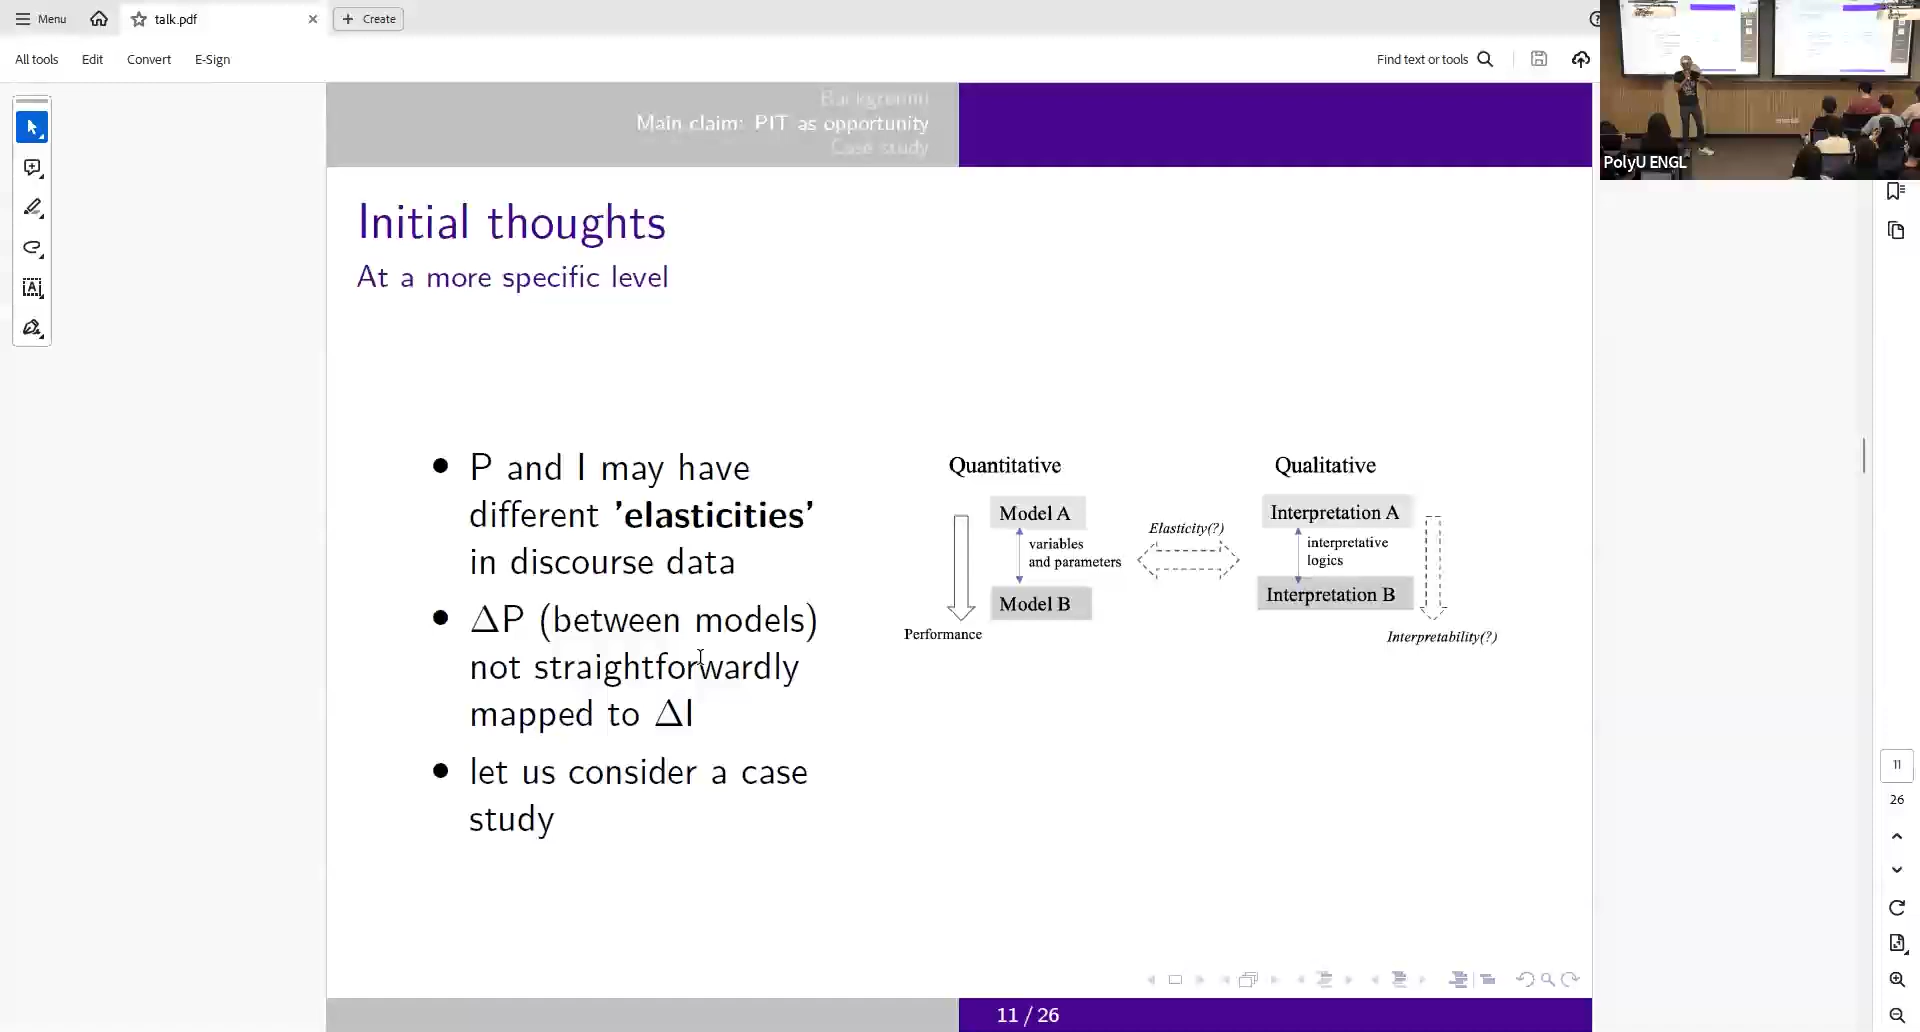 Menu
talk.pdf
Create
All tools
Edit
Convert
E-Sign
Find text or tools
PolyU ENGL
Background
Main claim: PIT as opportunity
Case study
Initial thoughts
At a more specific level
P and I may have
different 'elasticities'
in discourse data
ΔP (between models)
not straightforwardly
mapped to ΔI
let us consider a case
study
Quantitative
Model A
variables
and parameters
Model B
Performance
Elasticity(?)
Qualitative
Interpretation A
interpretative
logics
Interpretation B
Interpretability(?)
11 / 26
11
26